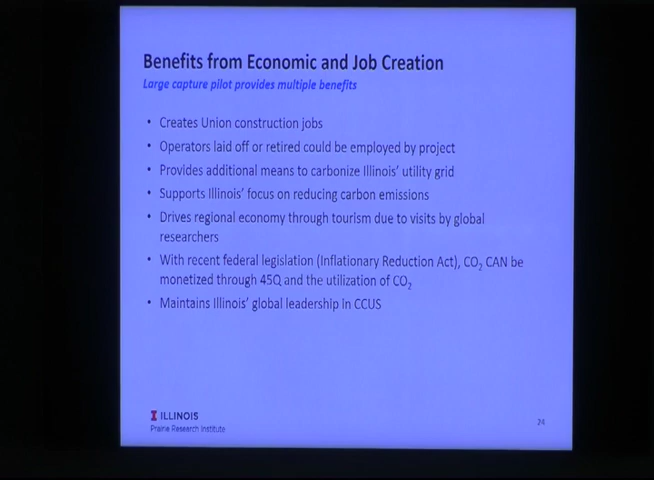 Benefits from Economic and Job Creation
Large capture pilot provides multiple benefits
• Creates Union construction jobs
• Operators laid off or retired could be employed by project
• Provides additional means to carbonize Illinois' utility grid
• Supports Illinois' focus on reducing carbon emissions
• Drives regional economy through tourism due to visits by global
researchers
• With recent federal legislation (Inflationary Reduction Act), CO₂ CAN be
monetized through 45Q and the utilization of CO₂
• Maintains Illinois' global leadership in CCUS
I ILLINOIS
Prairie Research Institute
24